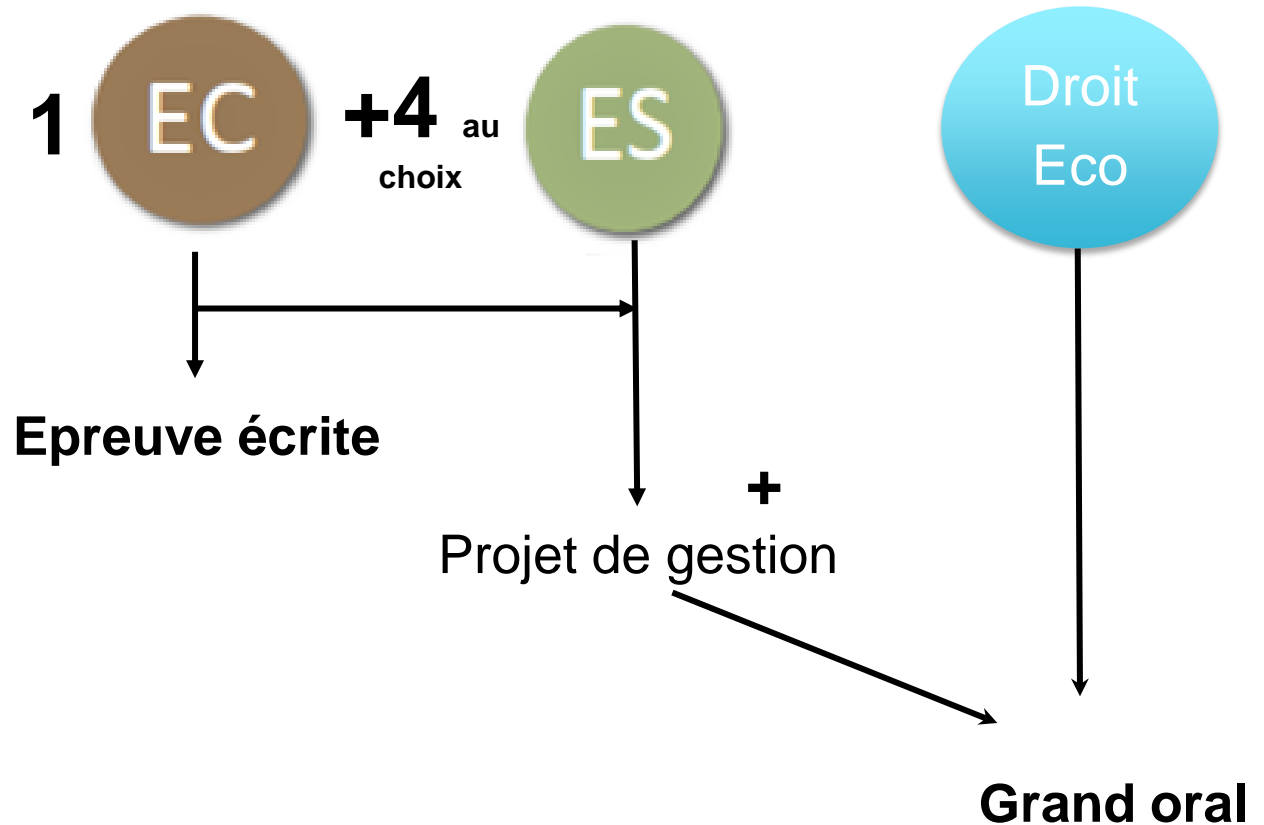 1 EC +4 au
choix
ES
Droit
Eco
Epreuve écrite
+
Projet de gestion
Grand oral